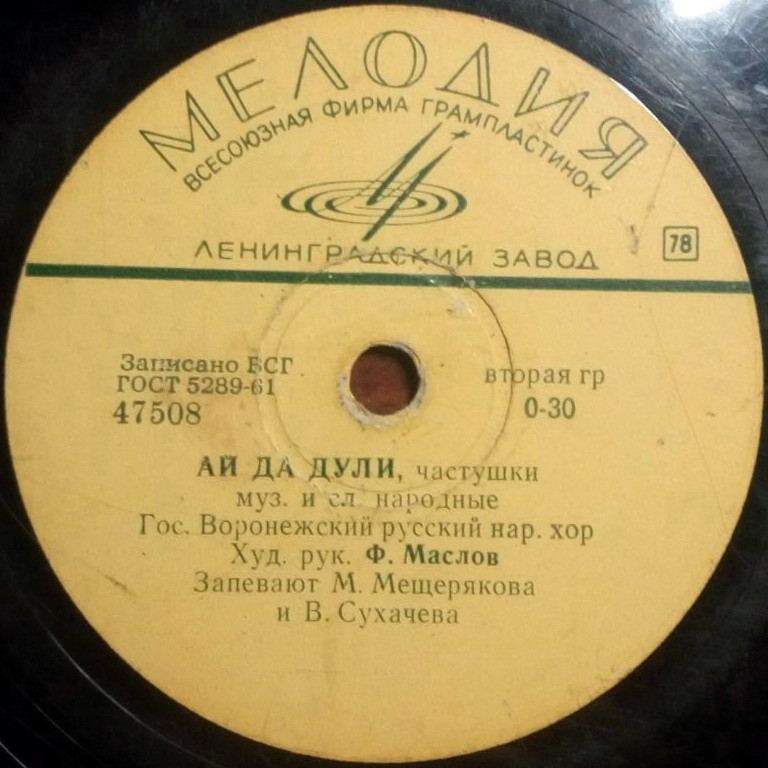 МЕЛОДИЯ
ВСЕСОЮЗНАЯ ФИРМА ГРАМПЛАСТИНОК
ЛЕНИНГРАДСКИЙ ЗАВОД
78
Записано ВСГ
ГОСТ 5289-61
47508
вторая гр
0-30
АЙ ДА ДУЛИ, частушки
муз. и сл. народные
Гос. Воронежский русский нар. хор
Худ. рук. Ф. Маслов
Запевают М. Мещерякова
и В. Сухачева